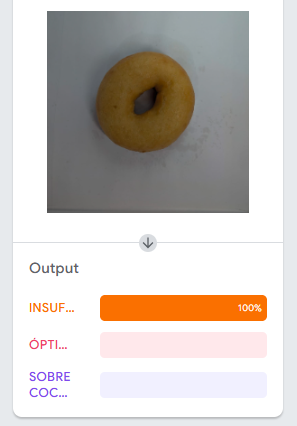 Output
INSUF...
100%
ÓPTI...
SOBRE
COC...